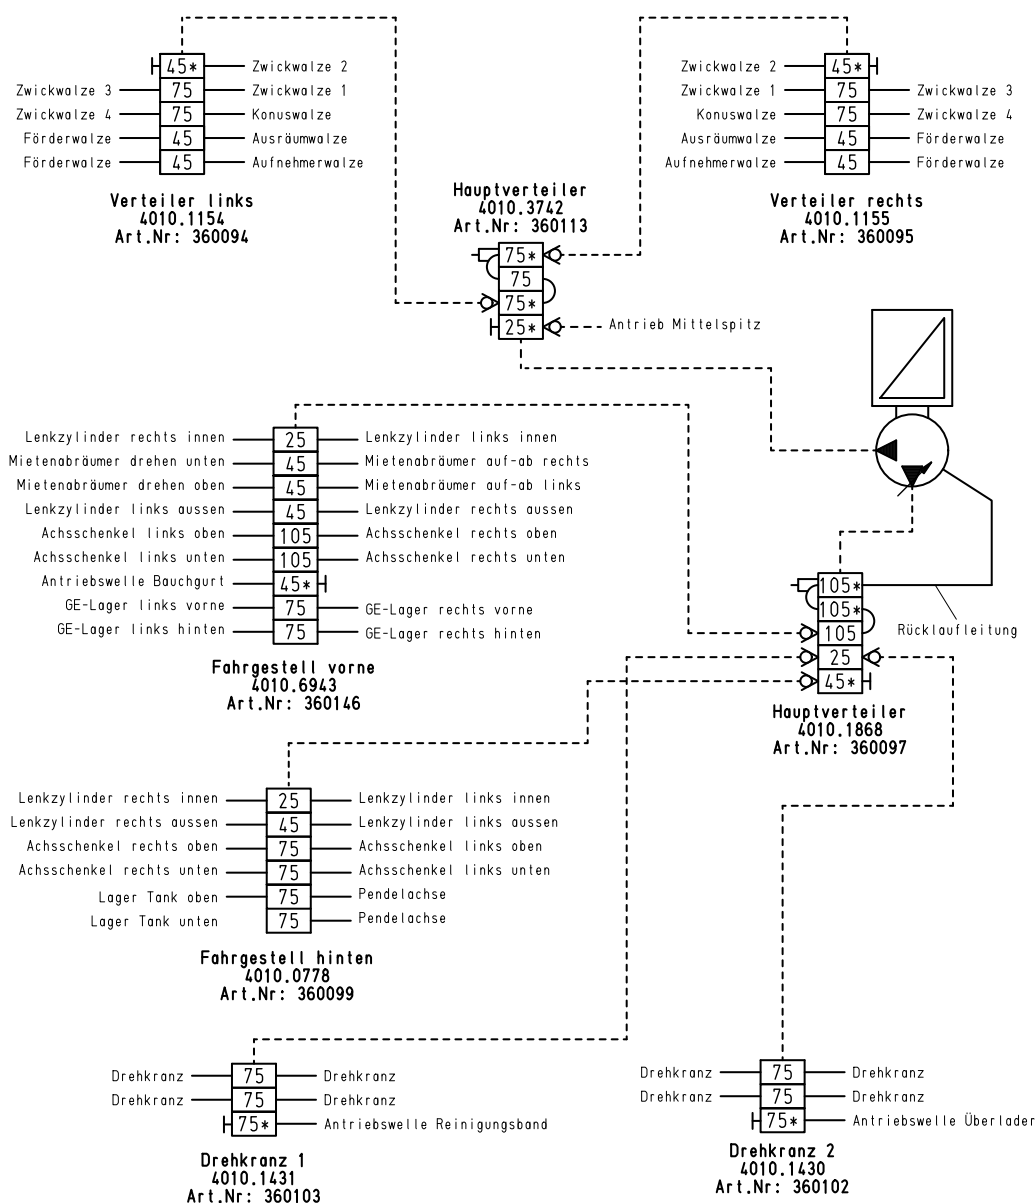 45* Zwickwalze 2
Zwickwalze 3 75 Zwickwalze 1
Zwickwalze 4 75 Konuswalze
Förderwalze 45 Ausräumwalze
Förderwalze 45 Aufnehmerwalze
Verteiler links
4010.1154
Art.Nr: 360094
Zwickwalze 2 45*
Zwickwalze 1 75 Zwickwalze 3
Konuswalze 75 Zwickwalze 4
Ausräumwalze 45 Förderwalze
Aufnehmerwalze 45 Förderwalze
Verteiler rechts
4010.1155
Art.Nr: 360095
Hauptverteiler
4010.3742
Art.Nr: 360113
75*
75
75*
25* Antrieb Mittelspitz
Lenkzylinder rechts innen 25 Lenkzylinder links innen
Mietenabräumer drehen unten 45 Mietenabräumer auf-ab rechts
Mietenabräumer drehen oben 45 Mietenabräumer auf-ab links
Lenkzylinder links aussen 45 Lenkzylinder rechts aussen
Achsschenkel links oben 105 Achsschenkel rechts oben
Achsschenkel links unten 105 Achsschenkel rechts unten
Antriebswelle Bauchgurt 45*
GE-Lager links vorne 75 GE-Lager rechts vorne
GE-Lager links hinten 75 GE-Lager rechts hinten
Fahrgestell vorne
4010.6943
Art.Nr: 360146
105*
105*
105
25
45*
Rücklaufleitung
Hauptverteiler
4010.1868
Art.Nr: 360097
Lenkzylinder rechts innen 25 Lenkzylinder links innen
Lenkzylinder rechts aussen 45 Lenkzylinder links aussen
Achsschenkel rechts oben 75 Achsschenkel links oben
Achsschenkel rechts unten 75 Achsschenkel links unten
Lager Tank oben 75 Pendelachse
Lager Tank unten 75 Pendelachse
Fahrgestell hinten
4010.0778
Art.Nr: 360099
Drehkranz 75 Drehkranz
Drehkranz 75 Drehkranz
75* Antriebswelle Reinigungsband
Drehkranz 1
4010.1431
Art.Nr: 360103
Drehkranz 75 Drehkranz
Drehkranz 75 Drehkranz
75* Antriebswelle Überlader
Drehkranz 2
4010.1430
Art.Nr: 360102